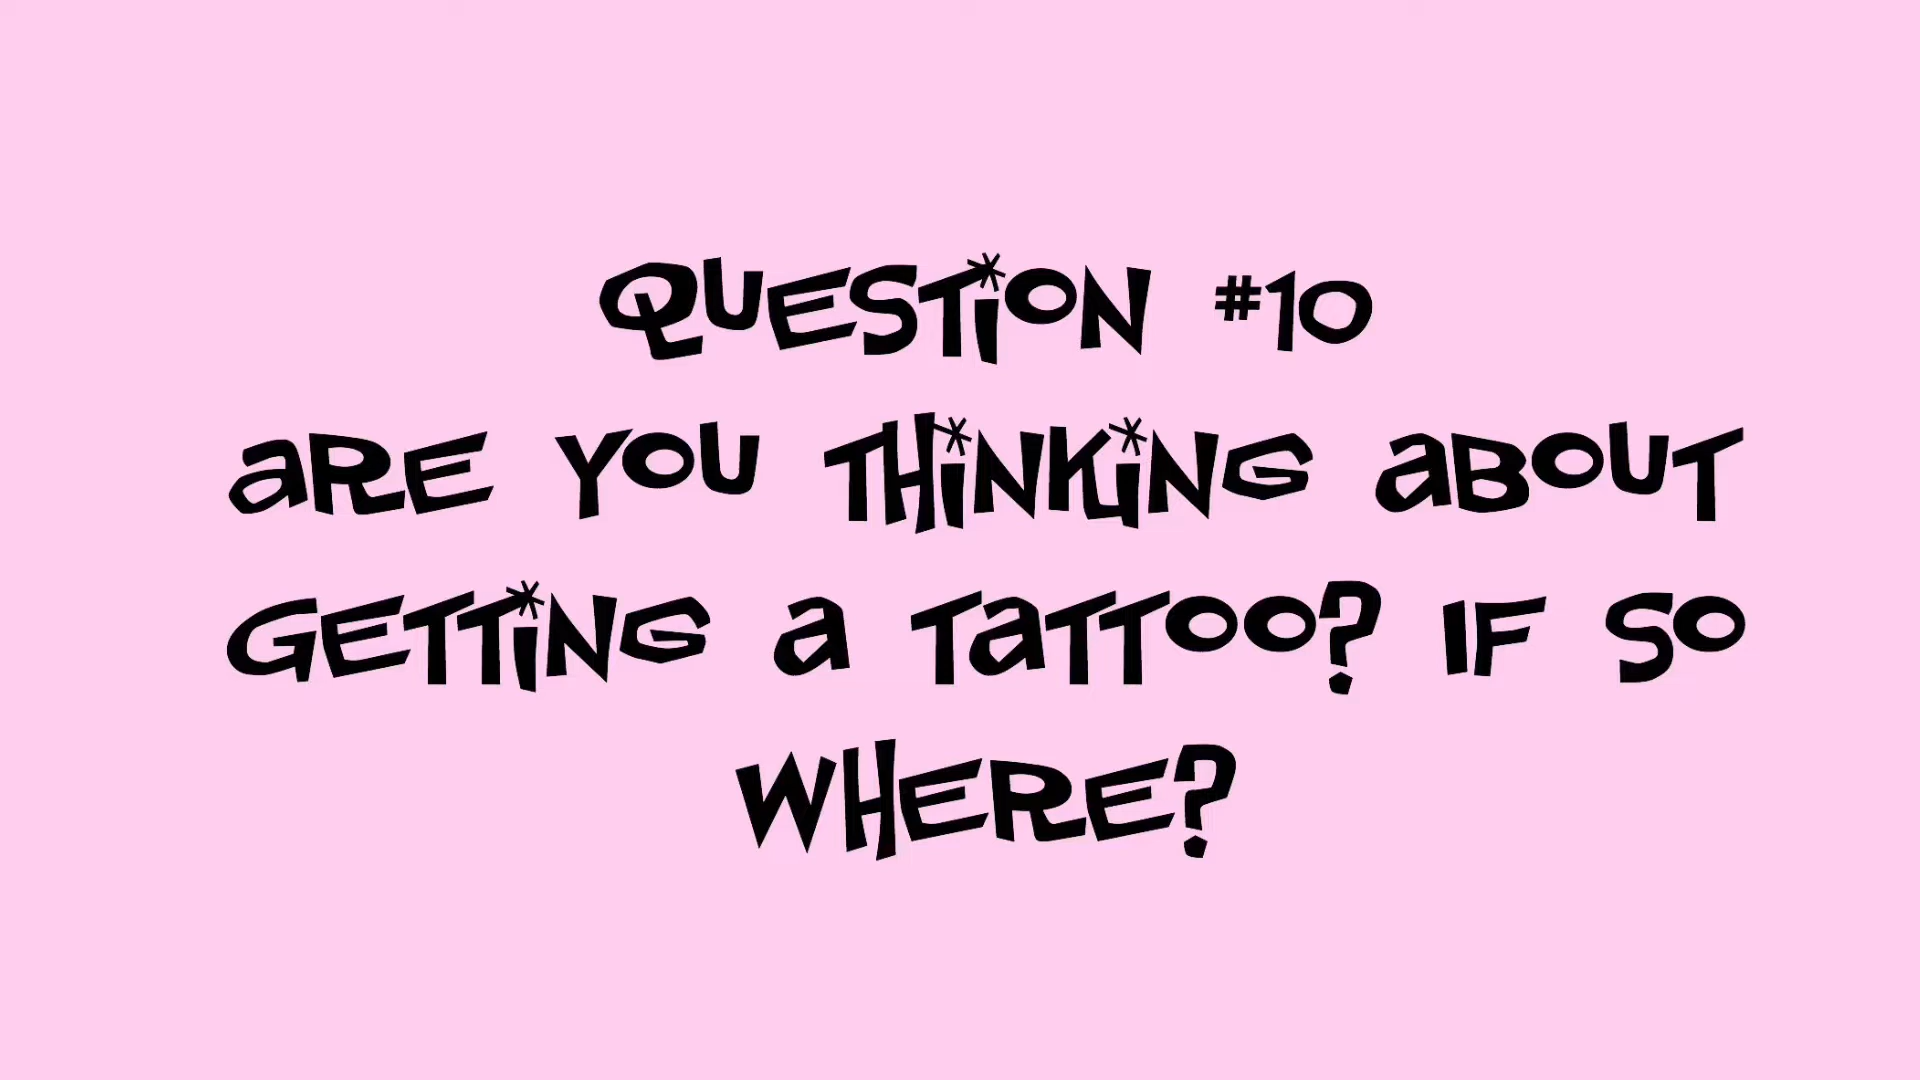 QUESTION #10
ARE YOU THINKING ABOUT
GETTING A TATTOO? IF SO
WHERE?